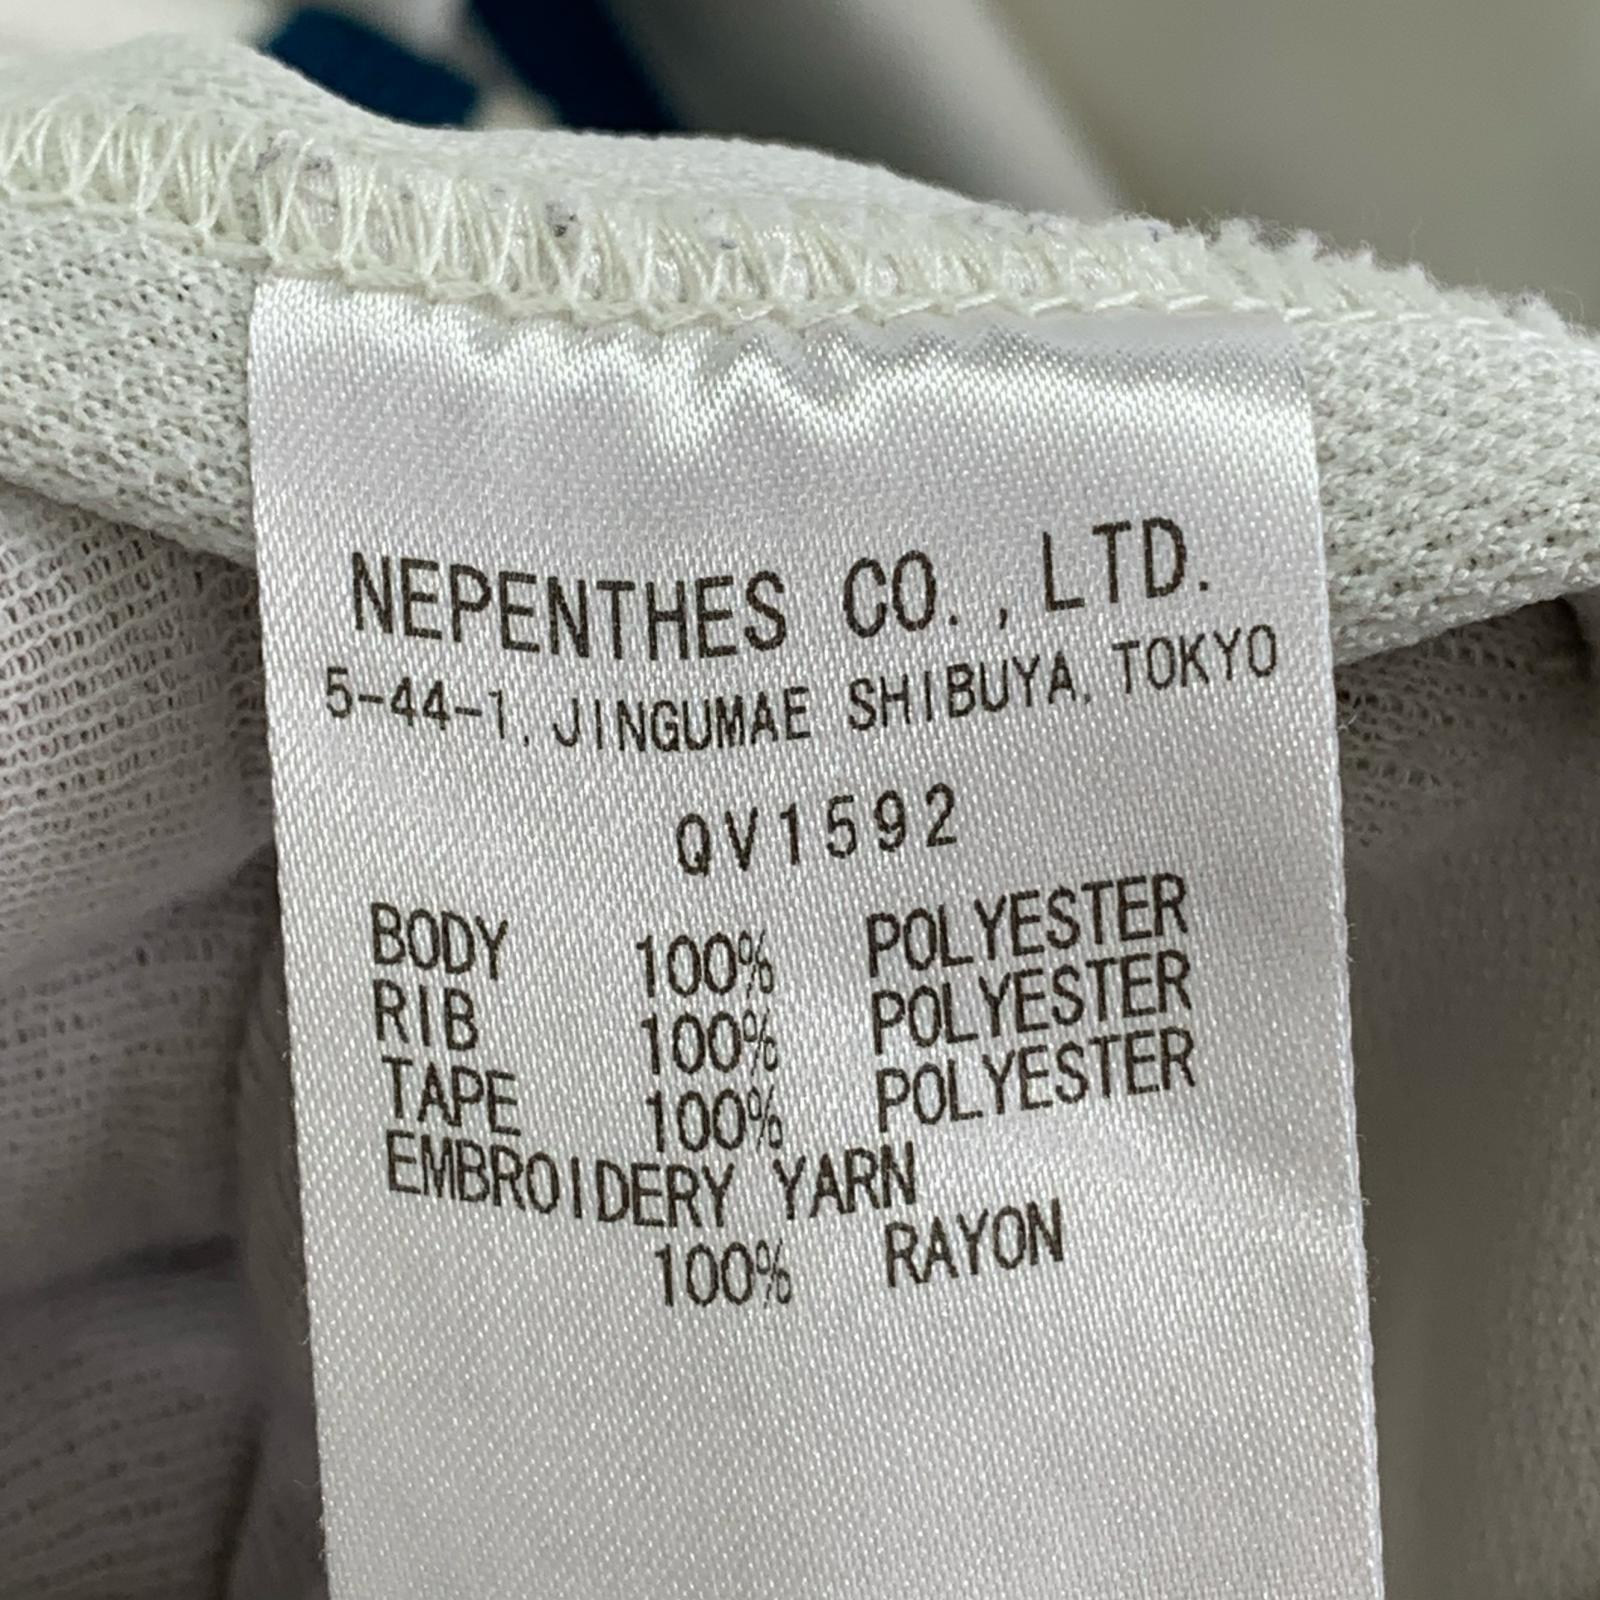 NEPENTHES CO.,LTD.
5-44-1, JINGUMAE SHIBUYA, TOKYO
QV1592
BODY 100% POLYESTER
RIB 100% POLYESTER
TAPE 100% POLYESTER
EMBROIDERY YARN
100% RAYON